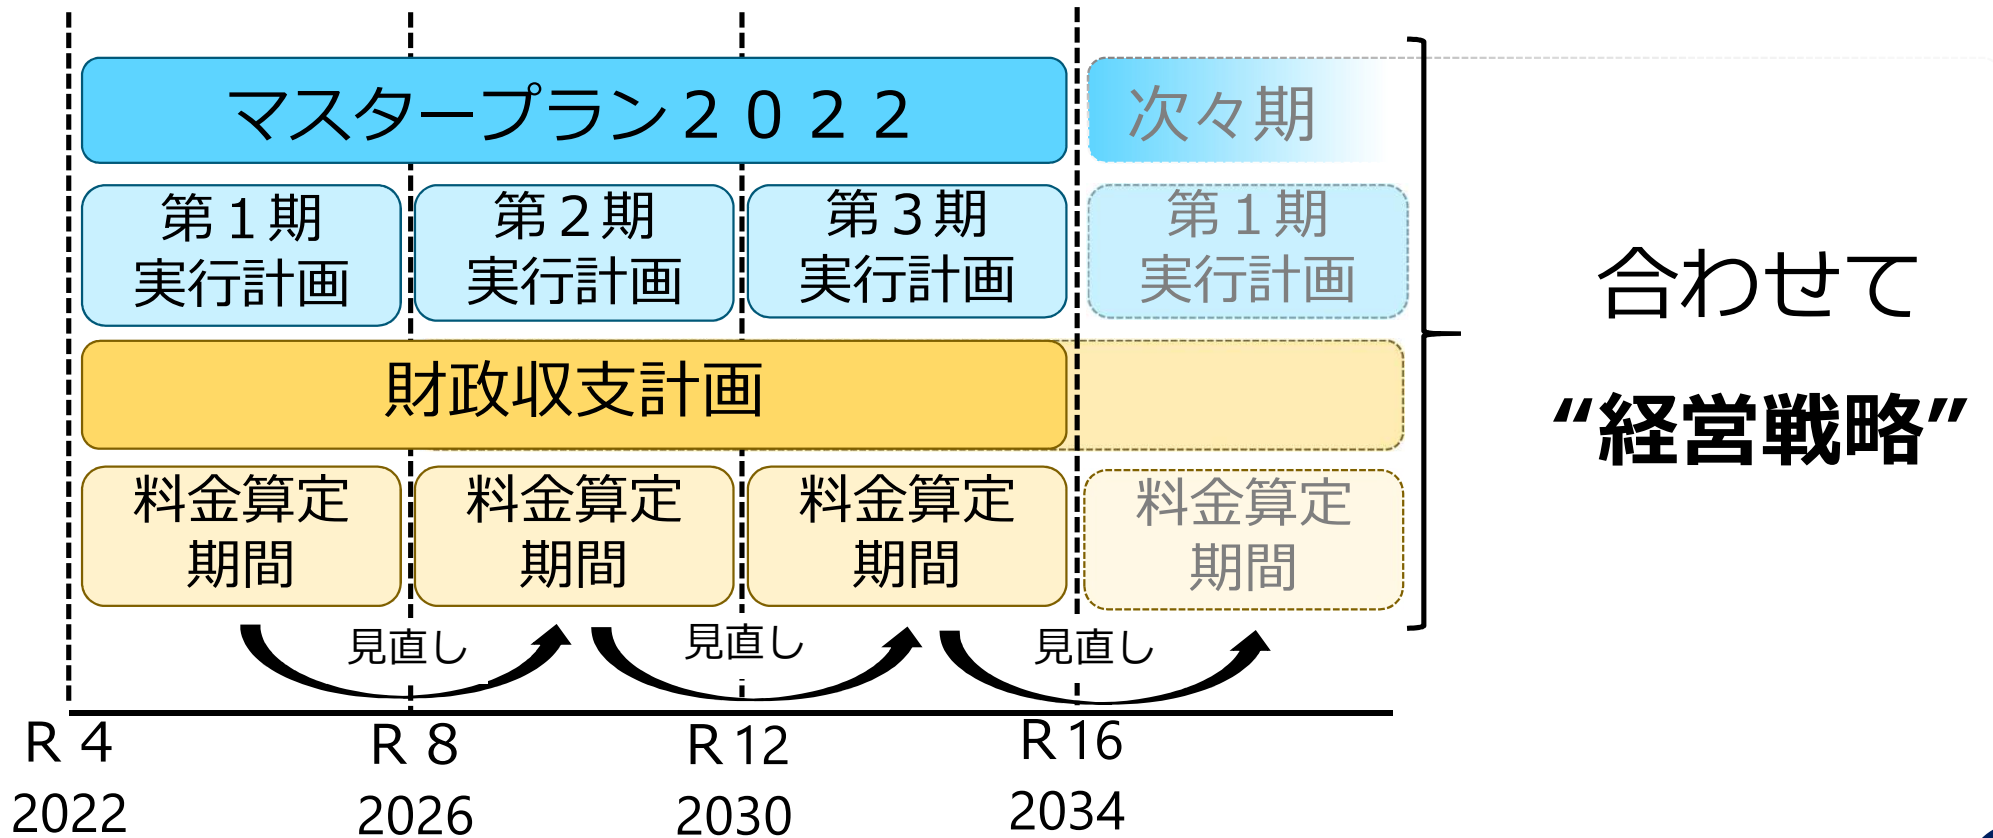 マスタープラン２０２２
次々期
第１期
実行計画
第２期
実行計画
第３期
実行計画
第１期
実行計画
財政収支計画
料金算定
期間
料金算定
期間
料金算定
期間
料金算定
期間
見直し
見直し
見直し
Ｒ４
2022
Ｒ８
2026
Ｒ12
2030
Ｒ16
2034
合わせて
“経営戦略”